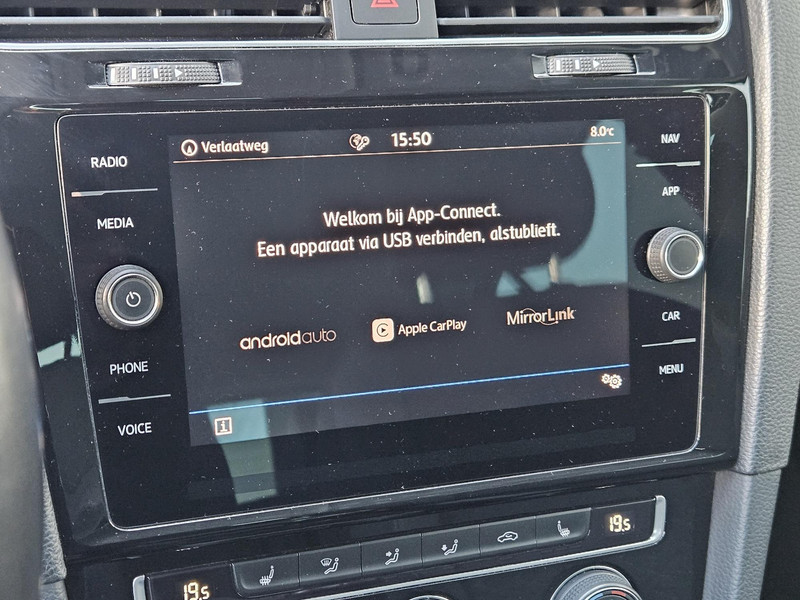 Verlaatweg 15:50 8.0°C
RADIO
MEDIA
PHONE
VOICE
Welkom bij App-Connect.
Een apparaat via USB verbinden, alstublieft.
androidauto
Apple CarPlay
MirrorLink
i
NAV
APP
CAR
MENU
19.5
19.5